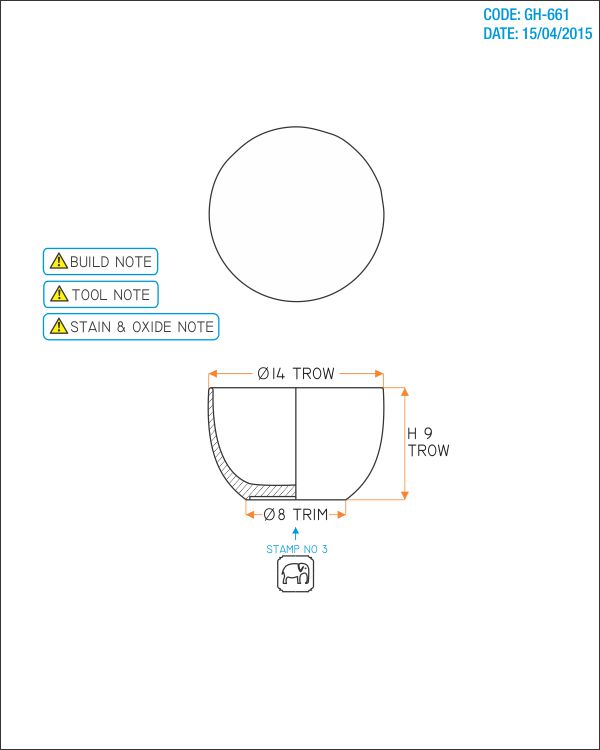 CODE: GH-661
DATE: 15/04/2015
BUILD NOTE
TOOL NOTE
STAIN & OXIDE NOTE
Ø14 TROW
H 9
TROW
Ø8 TRIM
STAMP NO 3